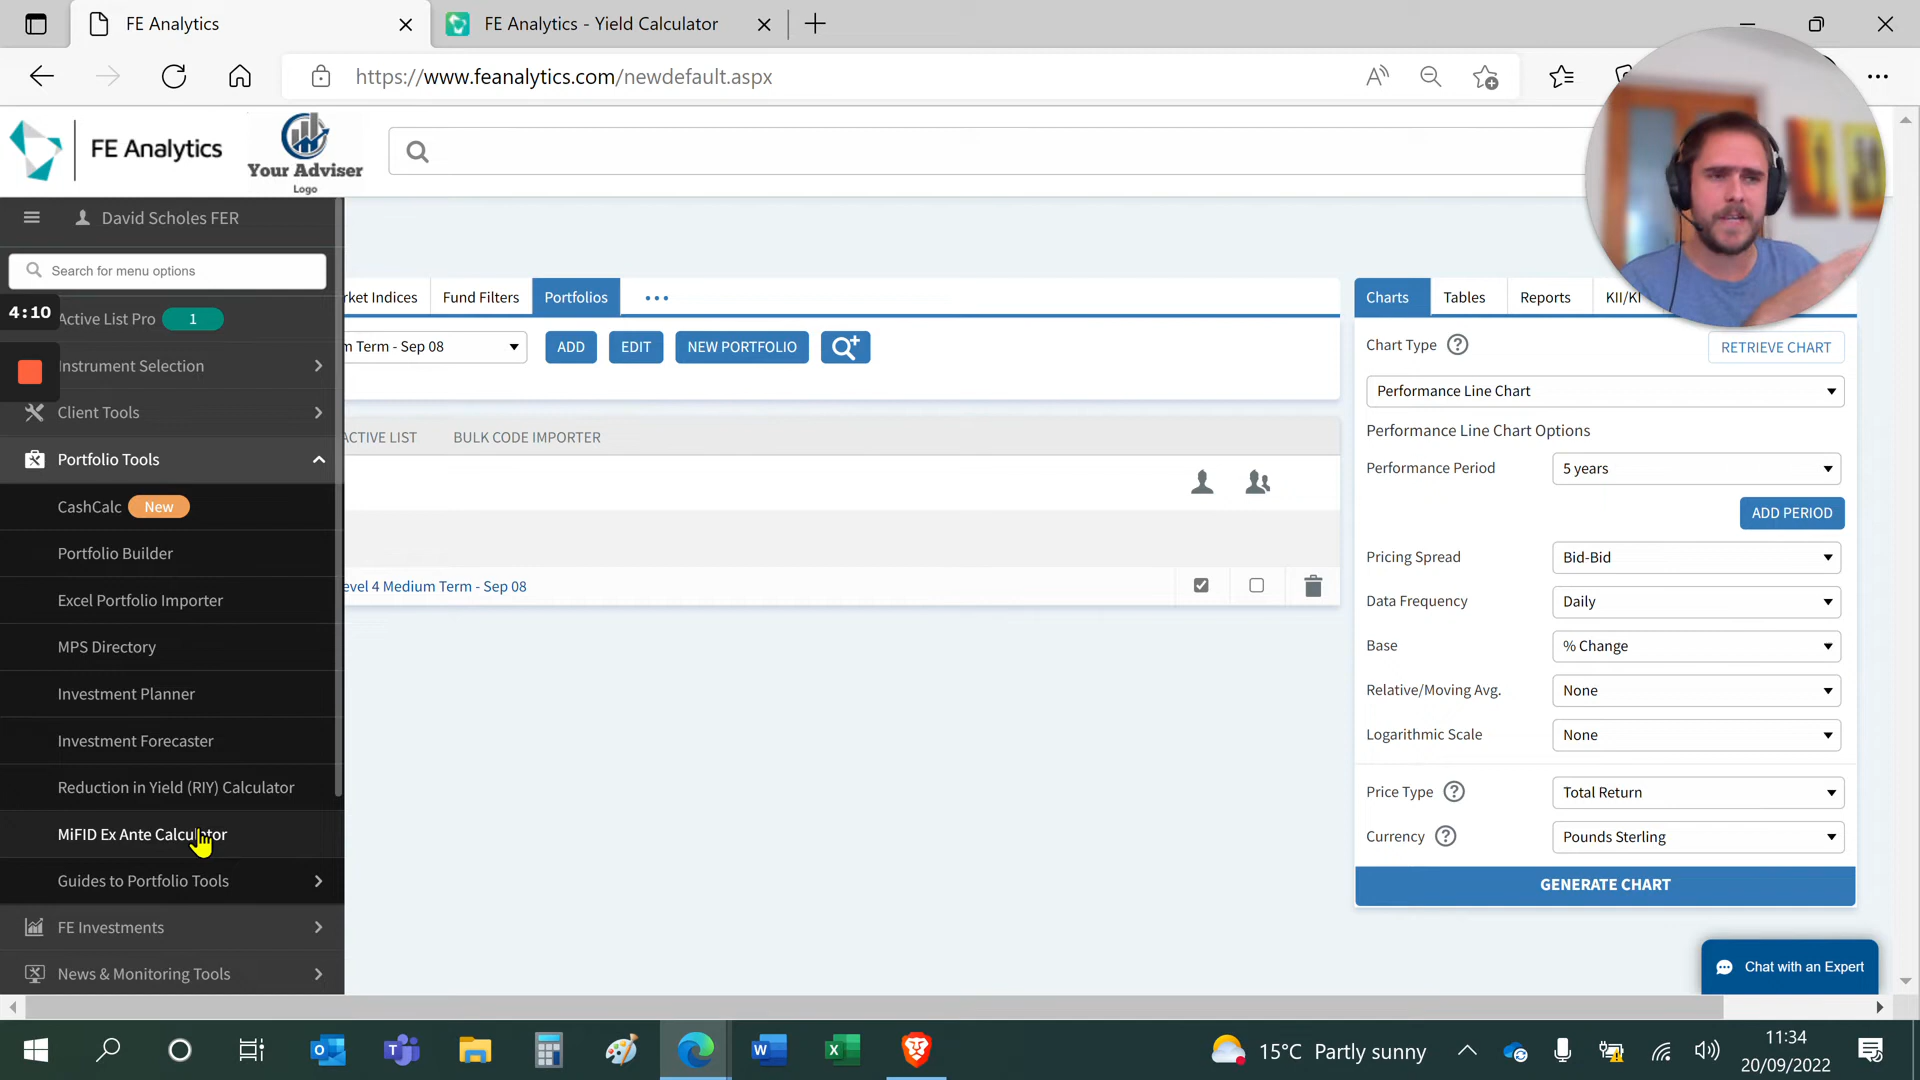 FE Analytics
FE Analytics - Yield Calculator
https://www.feanalytics.com/newdefault.aspx
FE Analytics
Your Adviser
Logo
David Scholes FER
Search for menu options
4:10
Active List Pro 1
Instrument Selection
Client Tools
Portfolio Tools
CashCalc New
Portfolio Builder
Excel Portfolio Importer
MPS Directory
Investment Planner
Investment Forecaster
Reduction in Yield (RIY) Calculator
MiFID Ex Ante Calculator
Guides to Portfolio Tools
FE Investments
News & Monitoring Tools
rket Indices Fund Filters Portfolios
m Term - Sep 08 ADD EDIT NEW PORTFOLIO
ACTIVE LIST BULK CODE IMPORTER
evel 4 Medium Term - Sep 08
Charts Tables Reports KII/KI
Chart Type RETRIEVE CHART
Performance Line Chart
Performance Line Chart Options
Performance Period 5 years
ADD PERIOD
Pricing Spread Bid-Bid
Data Frequency Daily
Base % Change
Relative/Moving Avg. None
Logarithmic Scale None
Price Type Total Return
Currency Pounds Sterling
GENERATE CHART
Chat with an Expert
15°C Partly sunny
11:34
20/09/2022